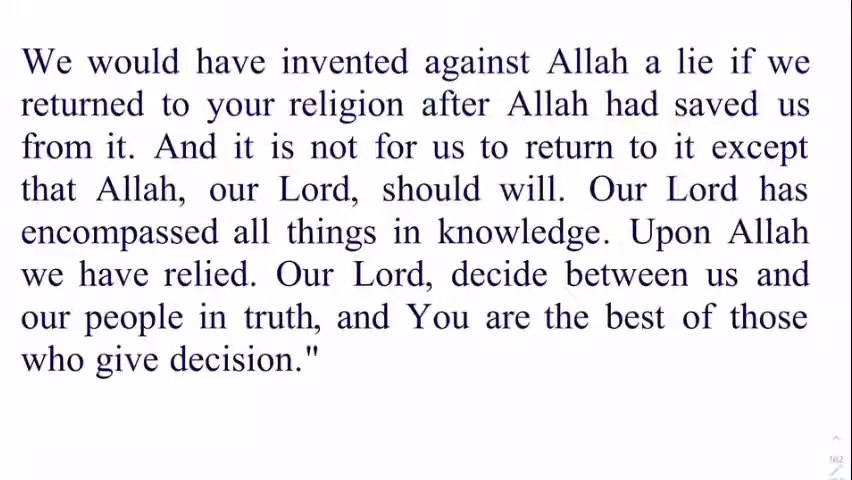 We would have invented against Allah a lie if we
returned to your religion after Allah had saved us
from it. And it is not for us to return to it except
that Allah, our Lord, should will. Our Lord has
encompassed all things in knowledge. Upon Allah
we have relied. Our Lord, decide between us and
our people in truth, and You are the best of those
who give decision."
162